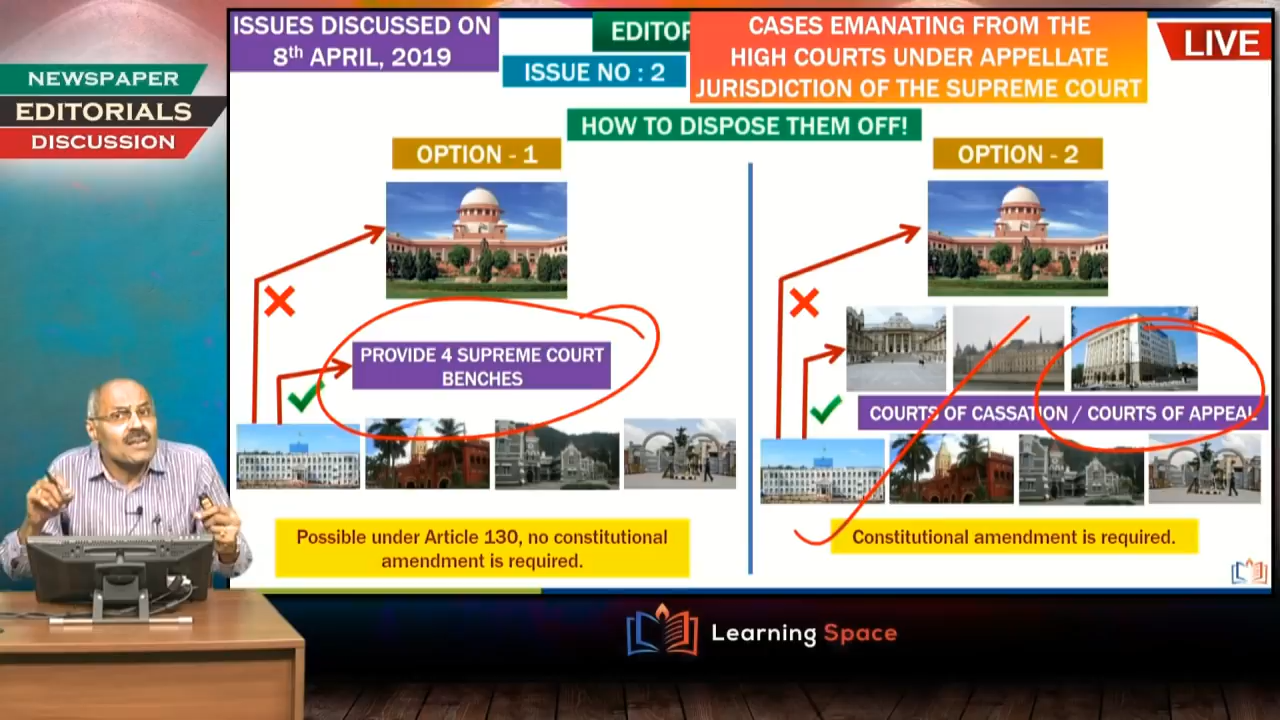 ISSUES DISCUSSED ON
8th APRIL, 2019
EDITOR
ISSUE NO : 2
CASES EMANATING FROM THE
HIGH COURTS UNDER APPELLATE
JURISDICTION OF THE SUPREME COURT
LIVE
NEWSPAPER
EDITORIALS
DISCUSSION
HOW TO DISPOSE THEM OFF!
OPTION - 1
PROVIDE 4 SUPREME COURT
BENCHES
Possible under Article 130, no constitutional
amendment is required.
OPTION - 2
COURTS OF CASSATION / COURTS OF APPEAL
Constitutional amendment is required.
Learning Space